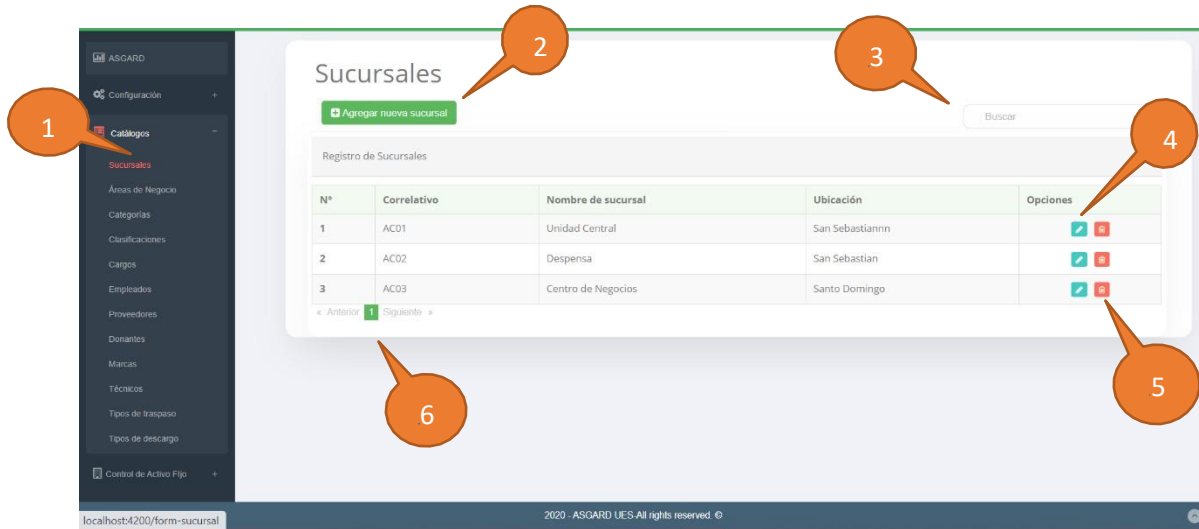 ASGARD
Configuración +
Catálogos −
Sucursales
Áreas de Negocio
Categorías
Clasificaciones
Cargos
Empleados
Proveedores
Donantes
Marcas
Técnicos
Tipos de traspaso
Tipos de descargo
Control de Activo Fijo +
localhost:4200/form-sucursal
1
2
3
4
5
6
Sucursales
Agregar nueva sucursal
Buscar
Registro de Sucursales
N° Correlativo Nombre de sucursal Ubicación Opciones
1 AC01 Unidad Central San Sebastiannn
2 AC02 Despensa San Sebastian
3 AC03 Centro de Negocios Santo Domingo
« Anterior 1 Siguiente »
2020 - ASGARD UES-All rights reserved. ©